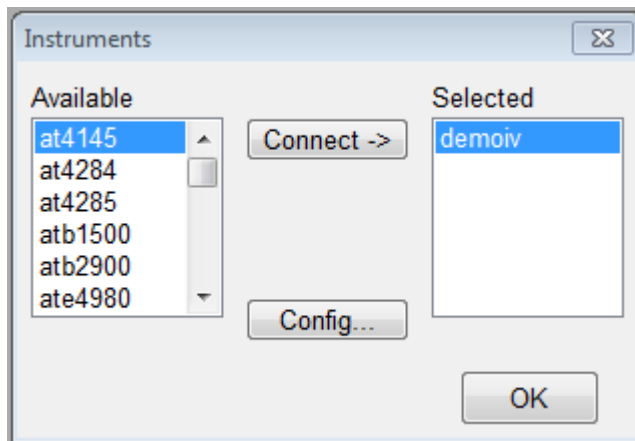 Instruments
Available
at4145
at4284
at4285
atb1500
atb2900
ate4980
Connect ->
Config...
Selected
demoiv
OK